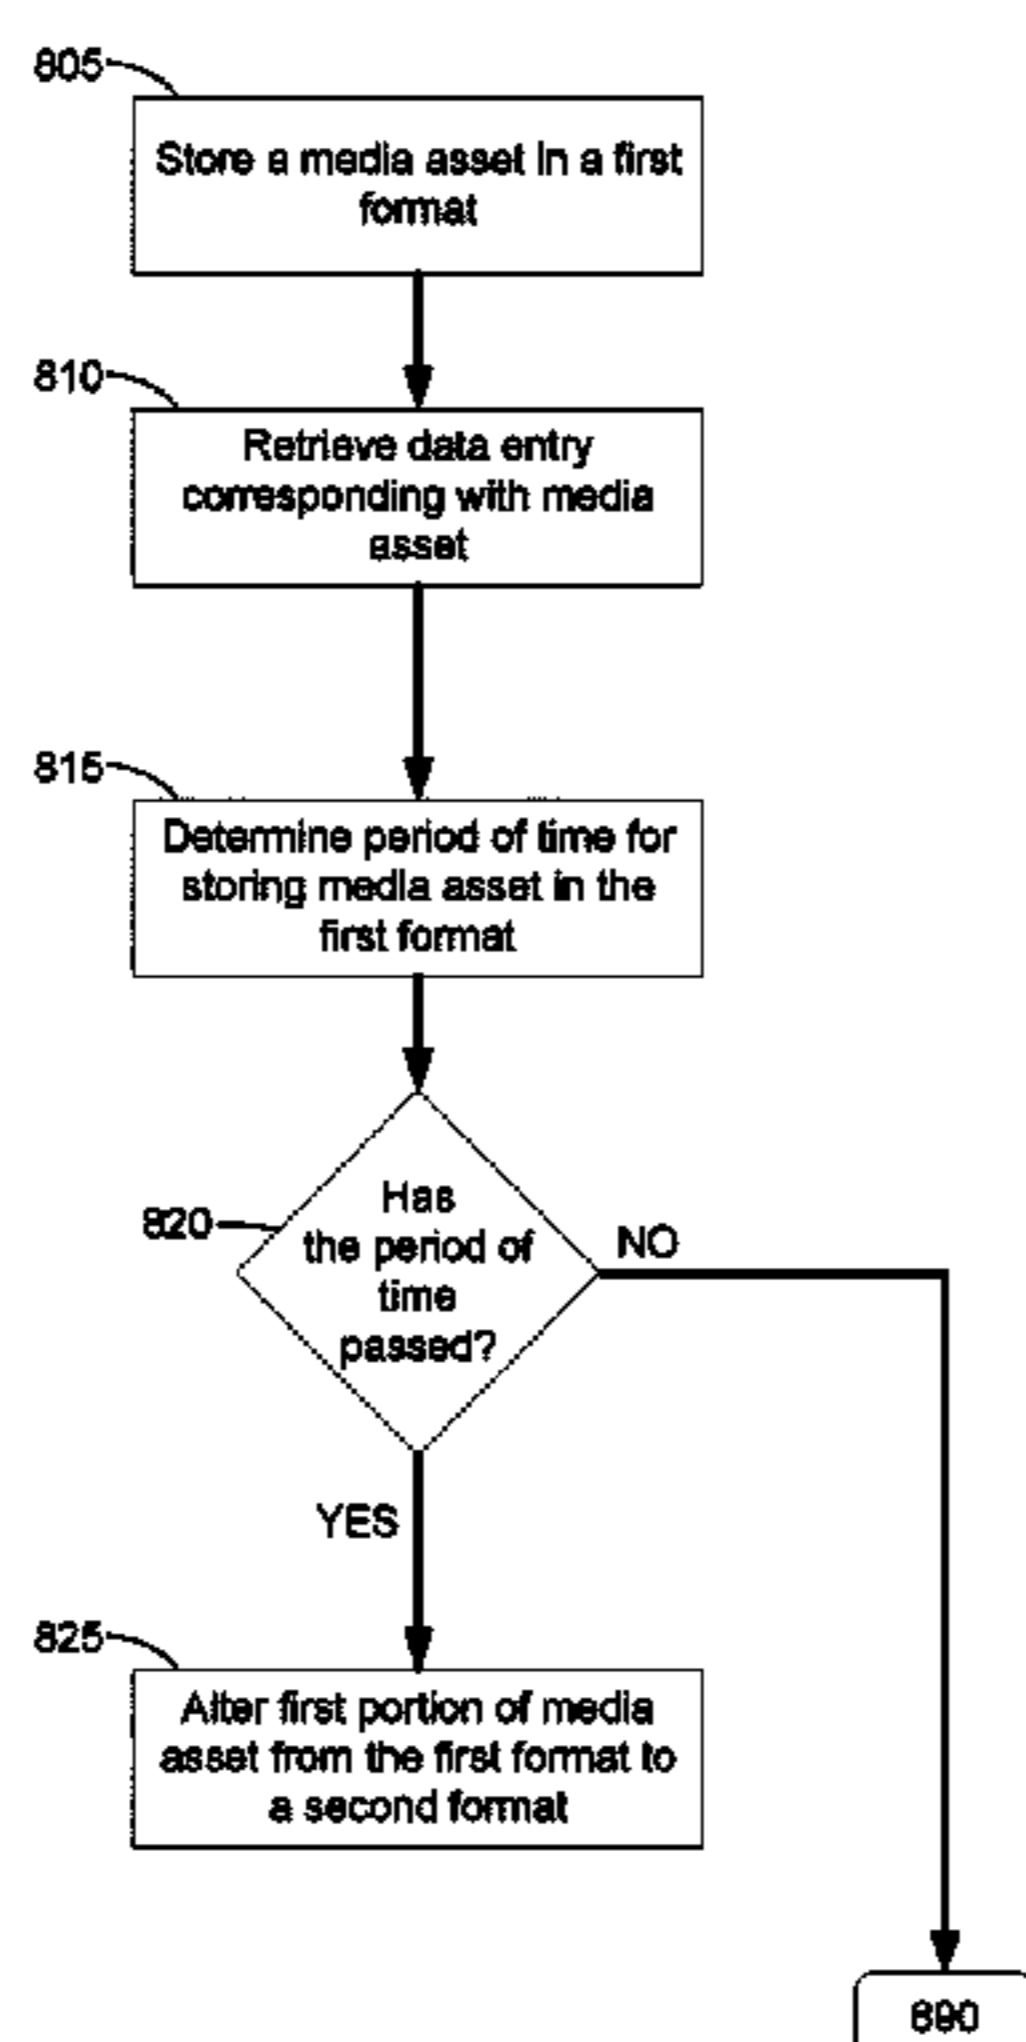 805
Store a media asset in a first
format
810
Retrieve data entry
corresponding with media
asset
815
Determine period of time for
storing media asset in the
first format
820
Has
the period of
time
passed?
NO
YES
825
Alter first portion of media
asset from the first format to
a second format
890